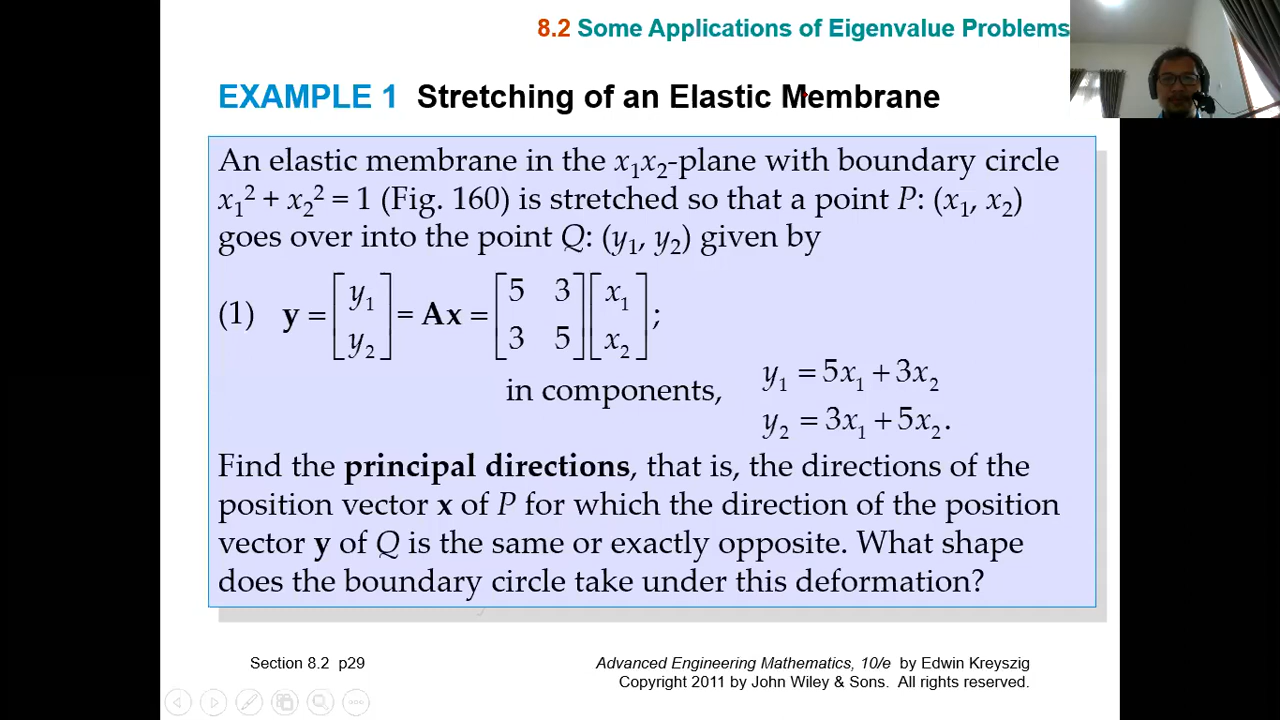 8.2 Some Applications of Eigenvalue Problems
EXAMPLE 1 Stretching of an Elastic Membrane
An elastic membrane in the x₁x₂-plane with boundary circle
x₁² + x₂² = 1 (Fig. 160) is stretched so that a point P: (x₁, x₂)
goes over into the point Q: (y₁, y₂) given by
(1) y = [y₁ y₂] = Ax = [5 3 3 5] [x₁ x₂];
in components,
y₁ = 5x₁ + 3x₂
y₂ = 3x₁ + 5x₂.
Find the principal directions, that is, the directions of the
position vector x of P for which the direction of the position
vector y of Q is the same or exactly opposite. What shape
does the boundary circle take under this deformation?
Section 8.2 p29
Advanced Engineering Mathematics, 10/e by Edwin Kreyszig
Copyright 2011 by John Wiley & Sons. All rights reserved.